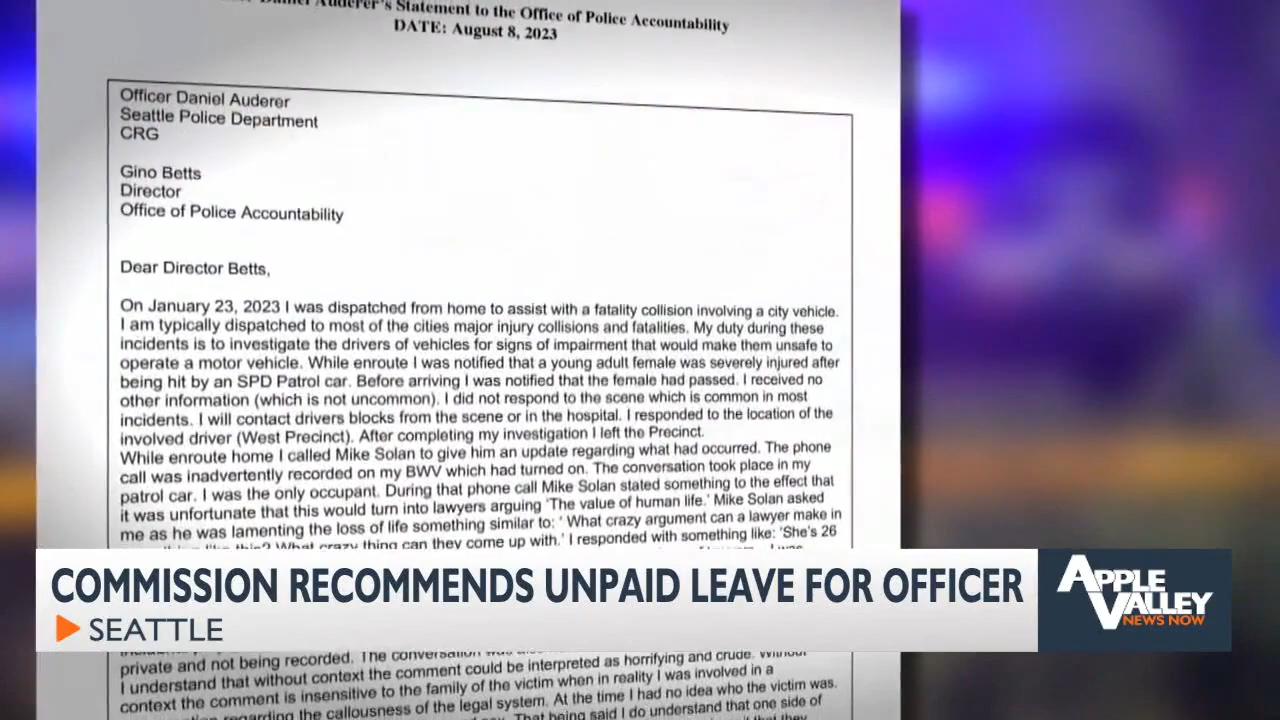 Daniel Auderer's Statement to the Office of Police Accountability
DATE: August 8, 2023
Officer Daniel Auderer
Seattle Police Department
CRG
Gino Betts
Director
Office of Police Accountability
Dear Director Betts,
On January 23, 2023 I was dispatched from home to assist with a fatality collision involving a city vehicle.
I am typically dispatched to most of the cities major injury collisions and fatalities. My duty during these
incidents is to investigate the drivers of vehicles for signs of impairment that would make them unsafe to
operate a motor vehicle. While enroute I was notified that a young adult female was severely injured after
being hit by an SPD Patrol car. Before arriving I was notified that the female had passed. I received no
other information (which is not uncommon). I did not respond to the scene which is common in most
incidents. I will contact drivers blocks from the scene or in the hospital. I responded to the location of the
involved driver (West Precinct). After completing my investigation I left the Precinct.
While enroute home I called Mike Solan to give him an update regarding what had occurred. The phone
call was inadvertently recorded on my BWV which had turned on. The conversation took place in my
patrol car. I was the only occupant. During that phone call Mike Solan stated something to the effect that
it was unfortunate that this would turn into lawyers arguing 'The value of human life.' Mike Solan asked
me as he was lamenting the loss of life something similar to: ' What crazy argument can a lawyer make in
like this? What crazy thing can they come up with.' I responded with something like: 'She's 26
COMMISSION RECOMMENDS UNPAID LEAVE FOR OFFICER
SEATTLE
APPLE VALLEY NEWS NOW
private and not being recorded. The conversation was
I understand that without context the comment could be interpreted as horrifying and crude. Without
context the comment is insensitive to the family of the victim when in reality I was involved in a
regarding the callousness of the legal system. At the time I had no idea who the victim was.
That being said I do understand that one side of